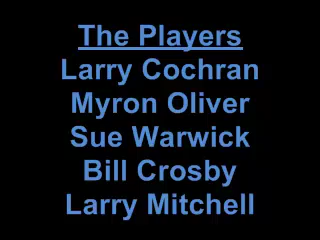 The Players
Larry Cochran
Myron Oliver
Sue Warwick
Bill Crosby
Larry Mitchell